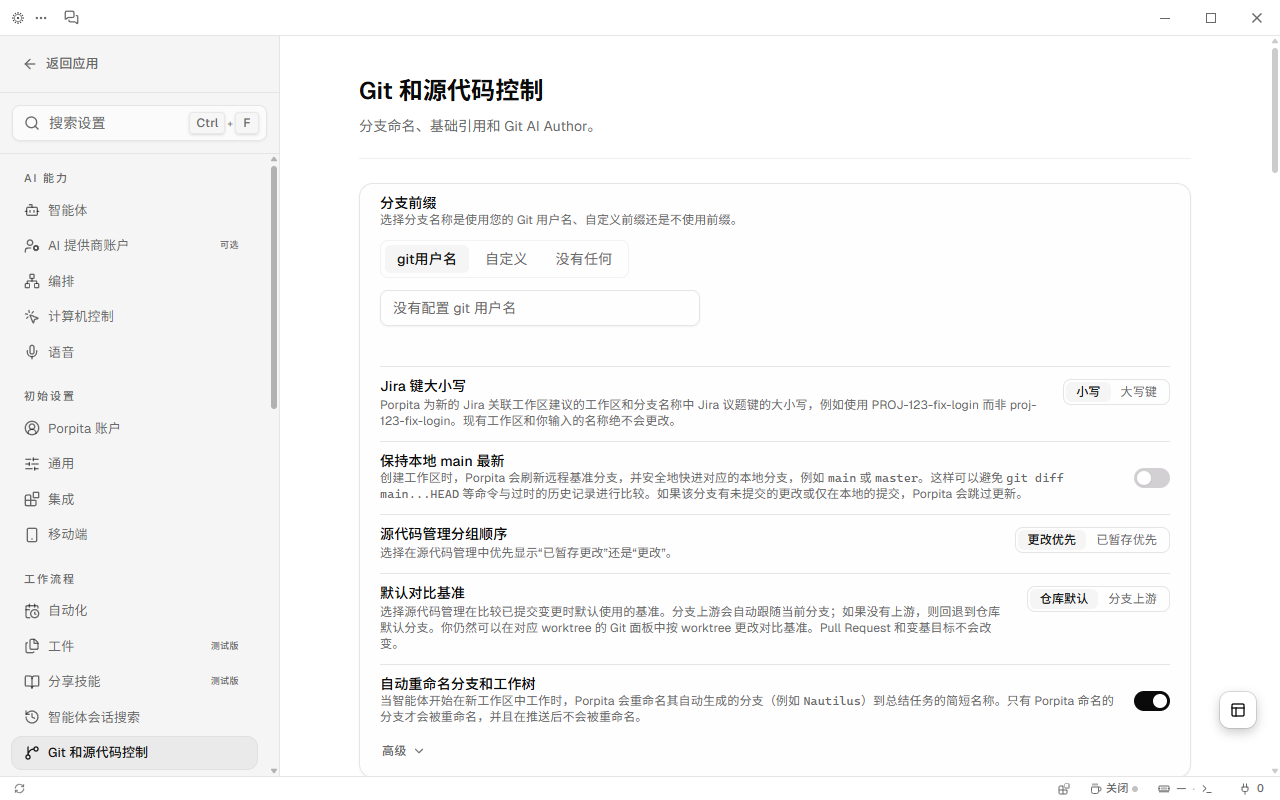 返回应用
搜索设置 Ctrl + F
AI 能力
智能体
AI 提供商账户 可选
编排
计算机控制
语音
初始设置
Porpita 账户
通用
集成
移动端
工作流程
自动化
工件 测试版
分享技能 测试版
智能体会话搜索
Git 和源代码控制
Git 和源代码控制
分支命名、基础引用和 Git AI Author。
分支前缀
选择分支名称是使用您的 Git 用户名、自定义前缀还是不使用前缀。
git用户名 自定义 没有任何
没有配置 git 用户名
Jira 键大小写
Porpita 为新的 Jira 关联工作区建议的工作区和分支名称中 Jira 议题键的大小写，例如使用 PROJ-123-fix-login 而非 proj-
123-fix-login。现有工作区和你输入的名称绝不会更改。
小写 大写键
保持本地 main 最新
创建工作区时，Porpita 会刷新远程基准分支，并安全地快进对应的本地分支，例如 main 或 master。这样可以避免 git diff
main...HEAD 等命令与过时的历史记录进行比较。如果该分支有未提交的更改或仅在本地的提交，Porpita 会跳过更新。
源代码管理分组顺序
选择在源代码管理中优先显示“已暂存更改”还是“更改”。
更改优先 已暂存优先
默认对比基准
选择源代码管理在比较已提交变更时默认使用的基准。分支上游会自动跟随当前分支；如果没有上游，则回退到仓库
默认分支。你仍然可以在对应 worktree 的 Git 面板中按 worktree 更改对比基准。Pull Request 和变基目标不会改
变。
仓库默认 分支上游
自动重命名分支和工作树
当智能体开始在新工作区中工作时，Porpita 会重命名其自动生成的分支（例如 Nautilus）到总结任务的简短名称。只有 Porpita 命名的
分支才会被重命名，并且在推送后不会被重命名。
高级
关闭 0